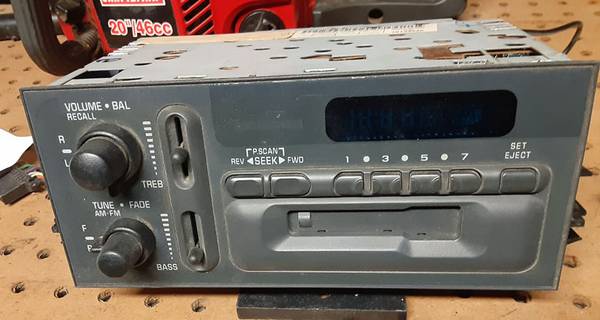 20"/46cc
VOLUME • BAL
RECALL
R
L
TREB
TUNE • FADE
AM-FM
F
R
BASS
P.SCAN
REV ◄SEEK► FWD
1 • 3 • 5 • 7
SET
EJECT